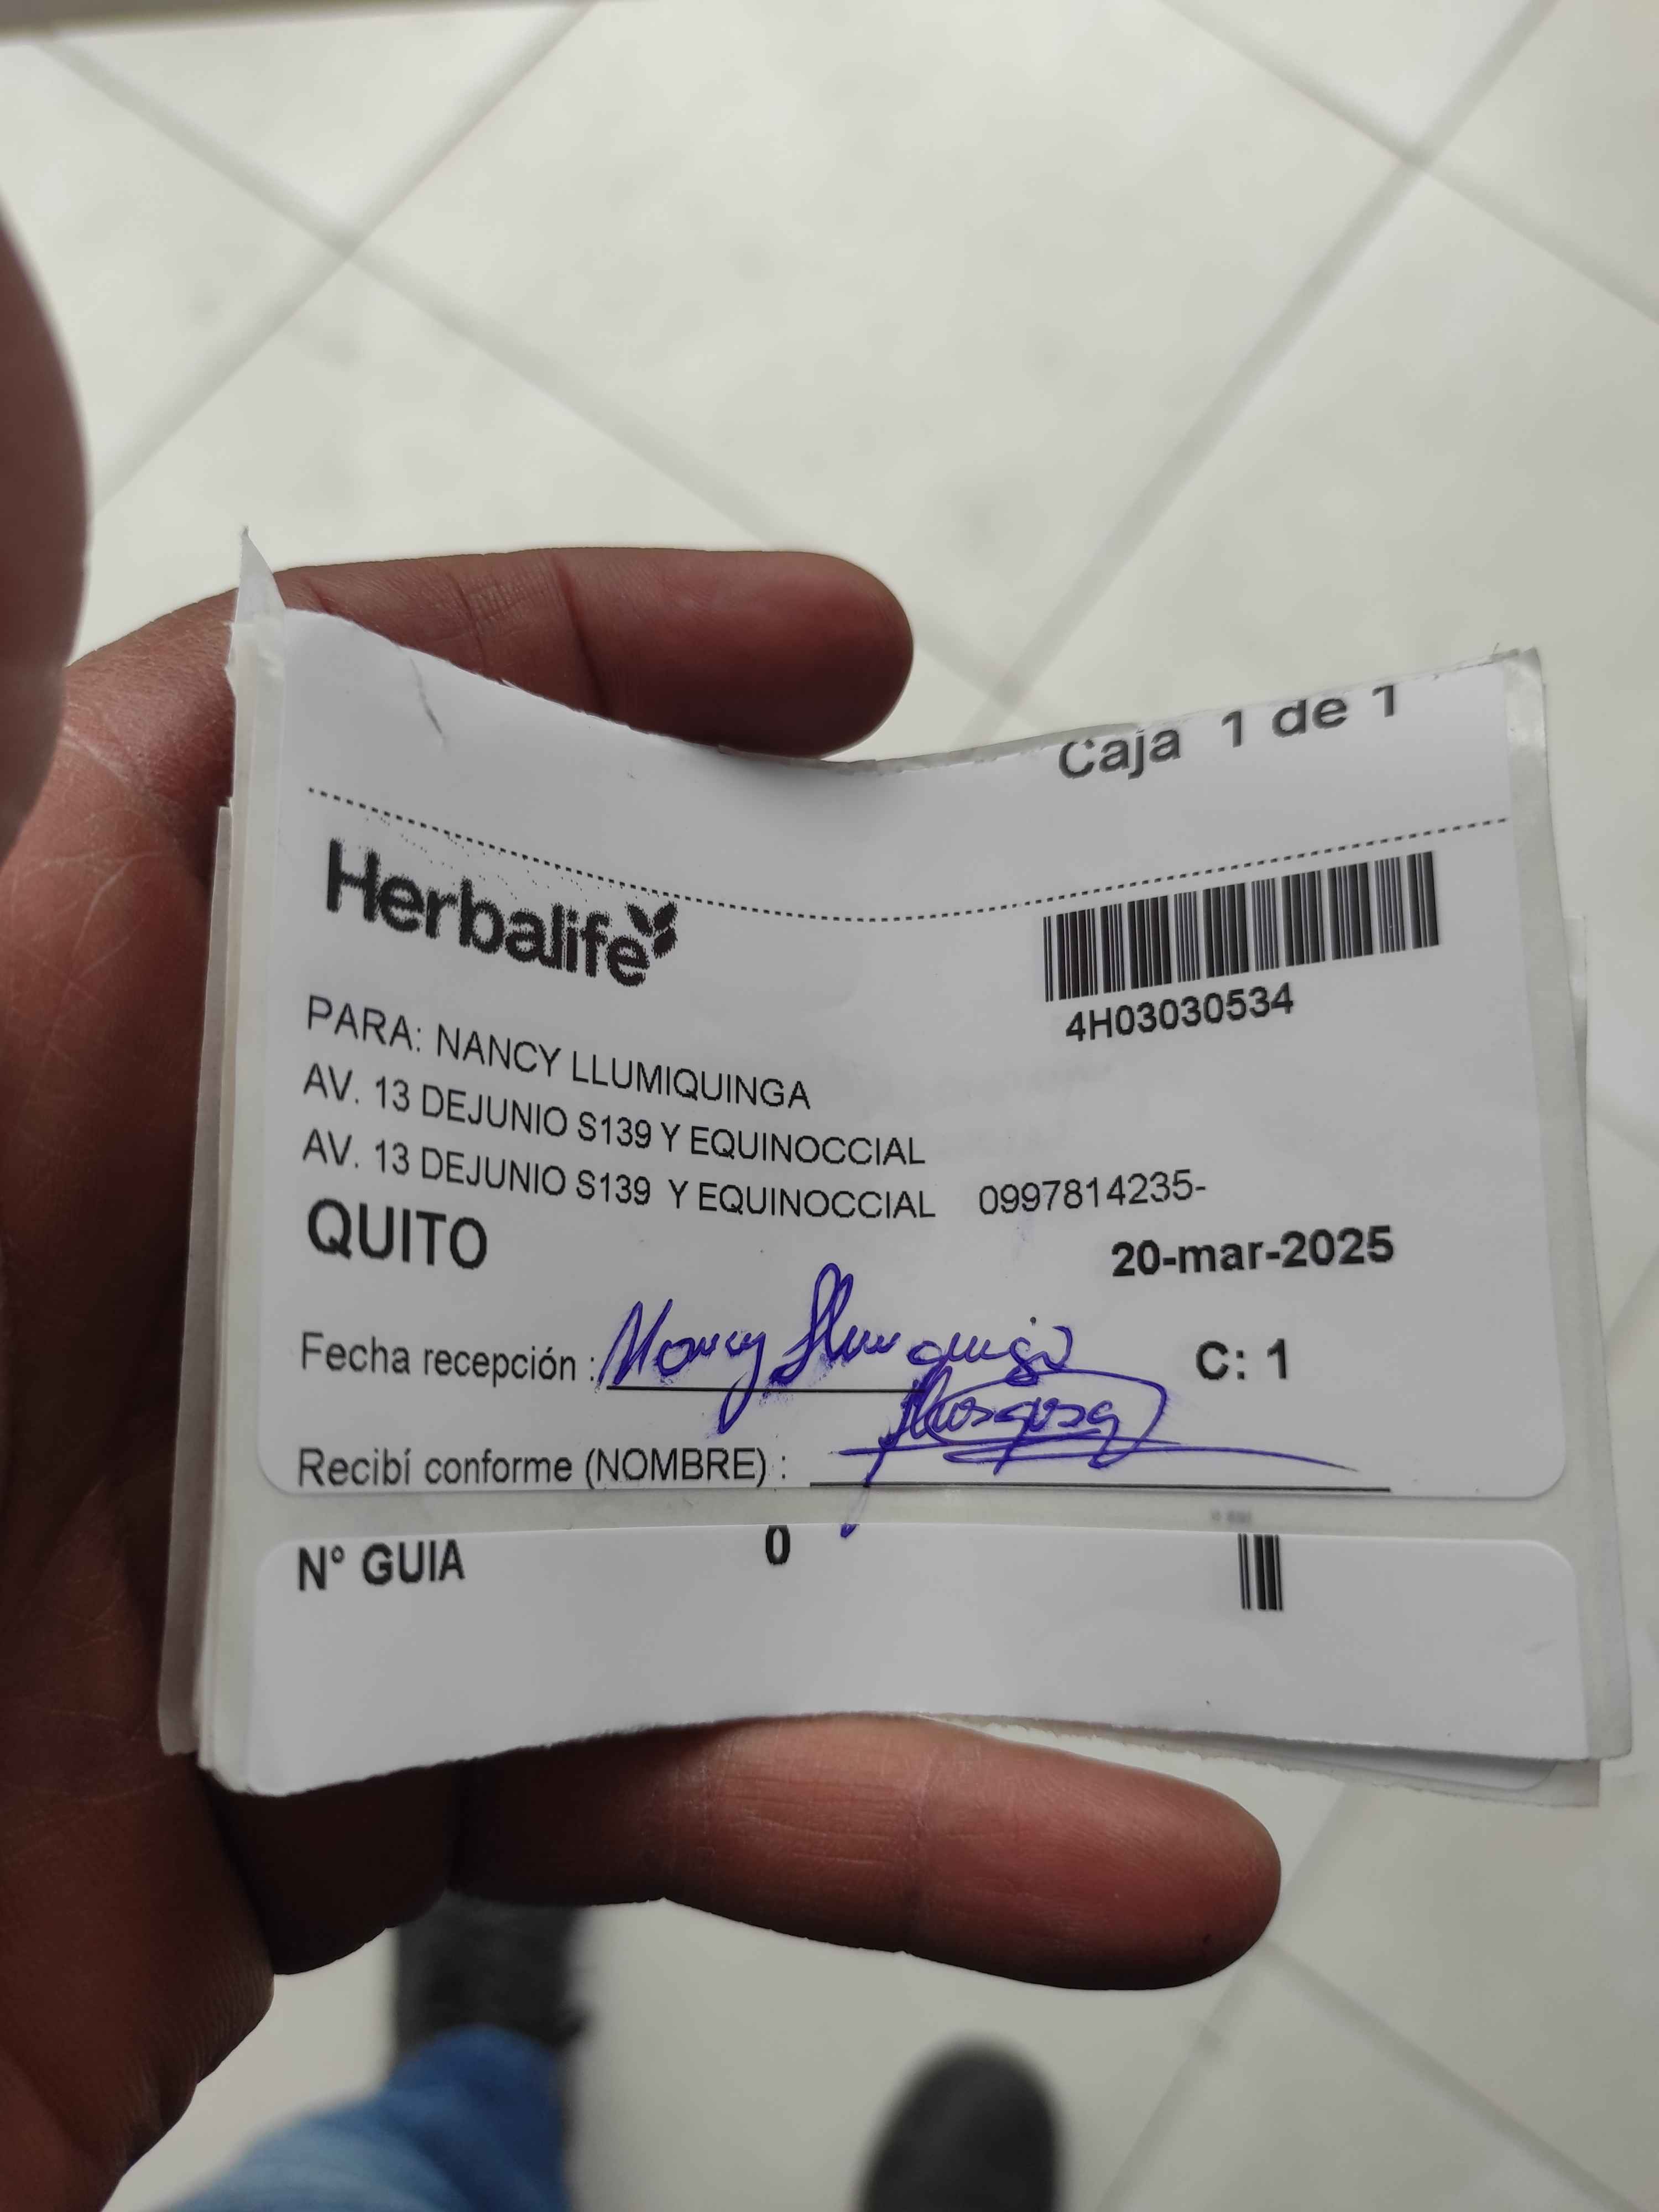 Caja 1 de 1
Herbalife
4H03030534
PARA: NANCY LLUMIQUINGA
AV. 13 DEJUNIO S139 Y EQUINOCCIAL
AV. 13 DEJUNIO S139 Y EQUINOCCIAL 0997814235-
QUITO
20-mar-2025
Fecha recepción : Nancy
C: 1
Recibí conforme (NOMBRE) :
N° GUIA 0